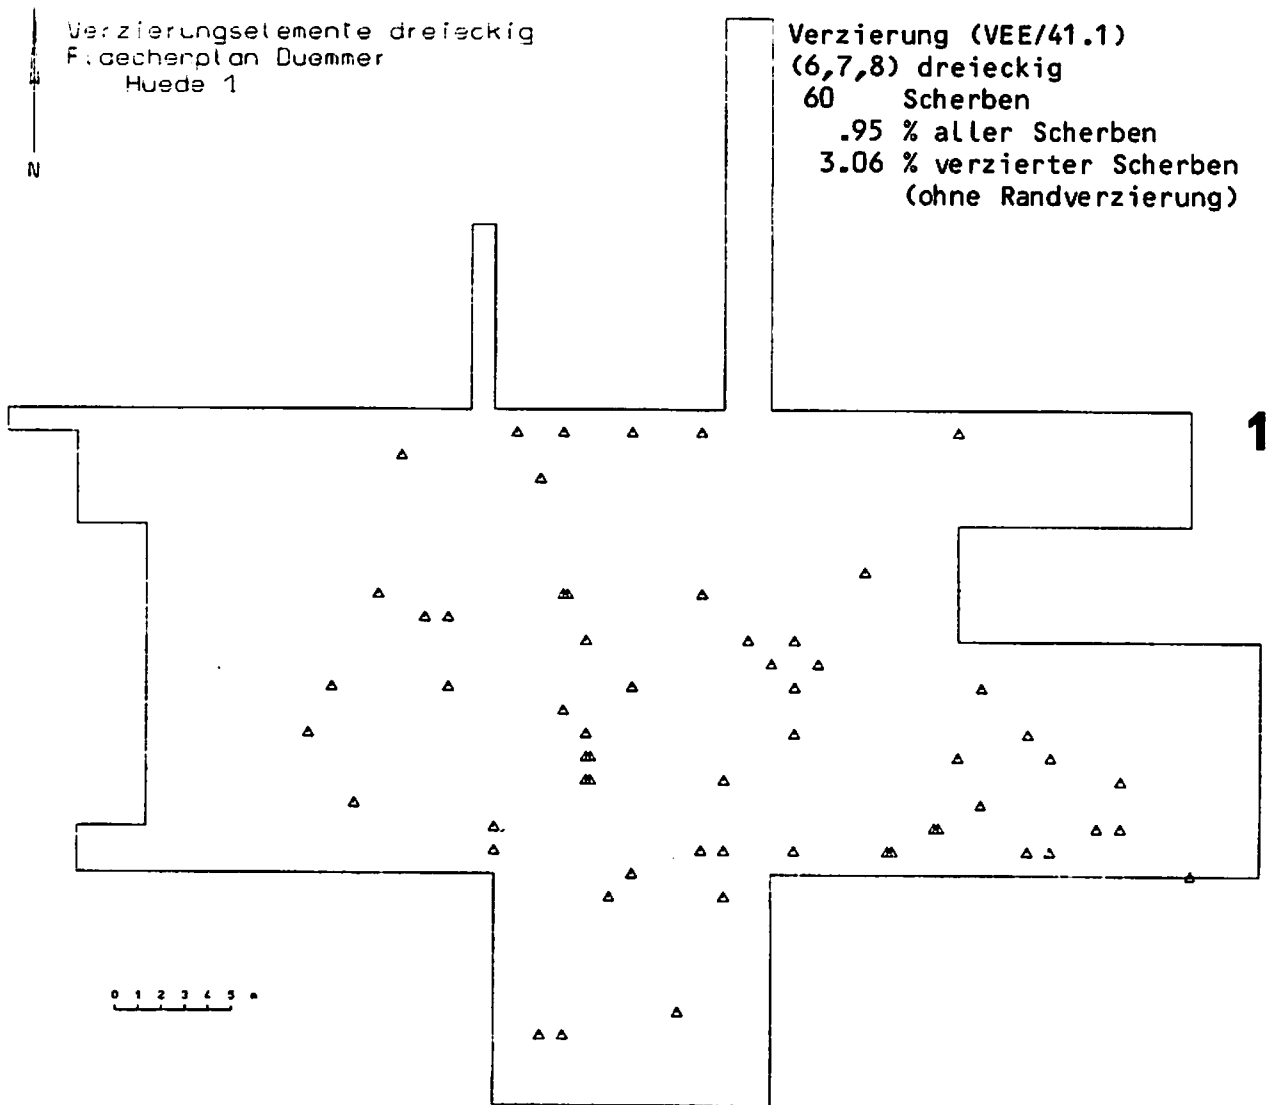 Verzierungselemente dreieckig
Flaechenplan Duemmer
Huede 1
N
Verzierung (VEE/41.1)
(6,7,8) dreieckig
60 Scherben
.95 % aller Scherben
3.06 % verzierter Scherben
(ohne Randverzierung)
1
0 1 2 3 4 5 m